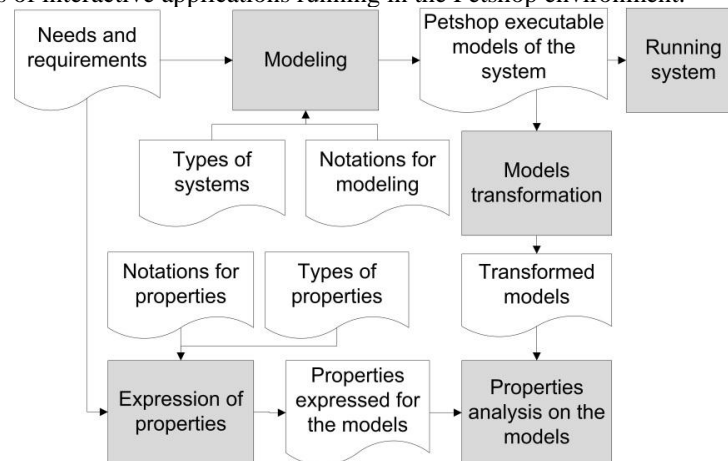 s of interactive applications running in the Petshop environment.
Needs and
requirements
Modeling
Petshop executable
models of the
system
Running
system
Types of
systems
Notations for
modeling
Models
transformation
Notations for
properties
Types of
properties
Transformed
models
Expression of
properties
Properties
expressed for
the models
Properties
analysis on the
models